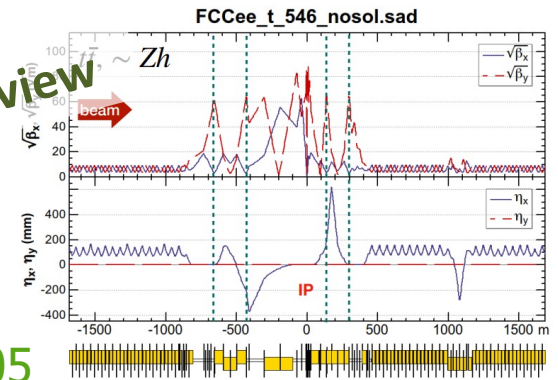 FCCee_t_546_nosol.sad
tt̄, ~ Zh
view
beam
100
80
60
40
20
0
√βx, √βy (√m)
√βx
√βy
ηx, ηy (mm)
400
200
0
-200
-400
ηx
ηy
IP
-1500 -1000 -500 0 500 1000 m 1500
05